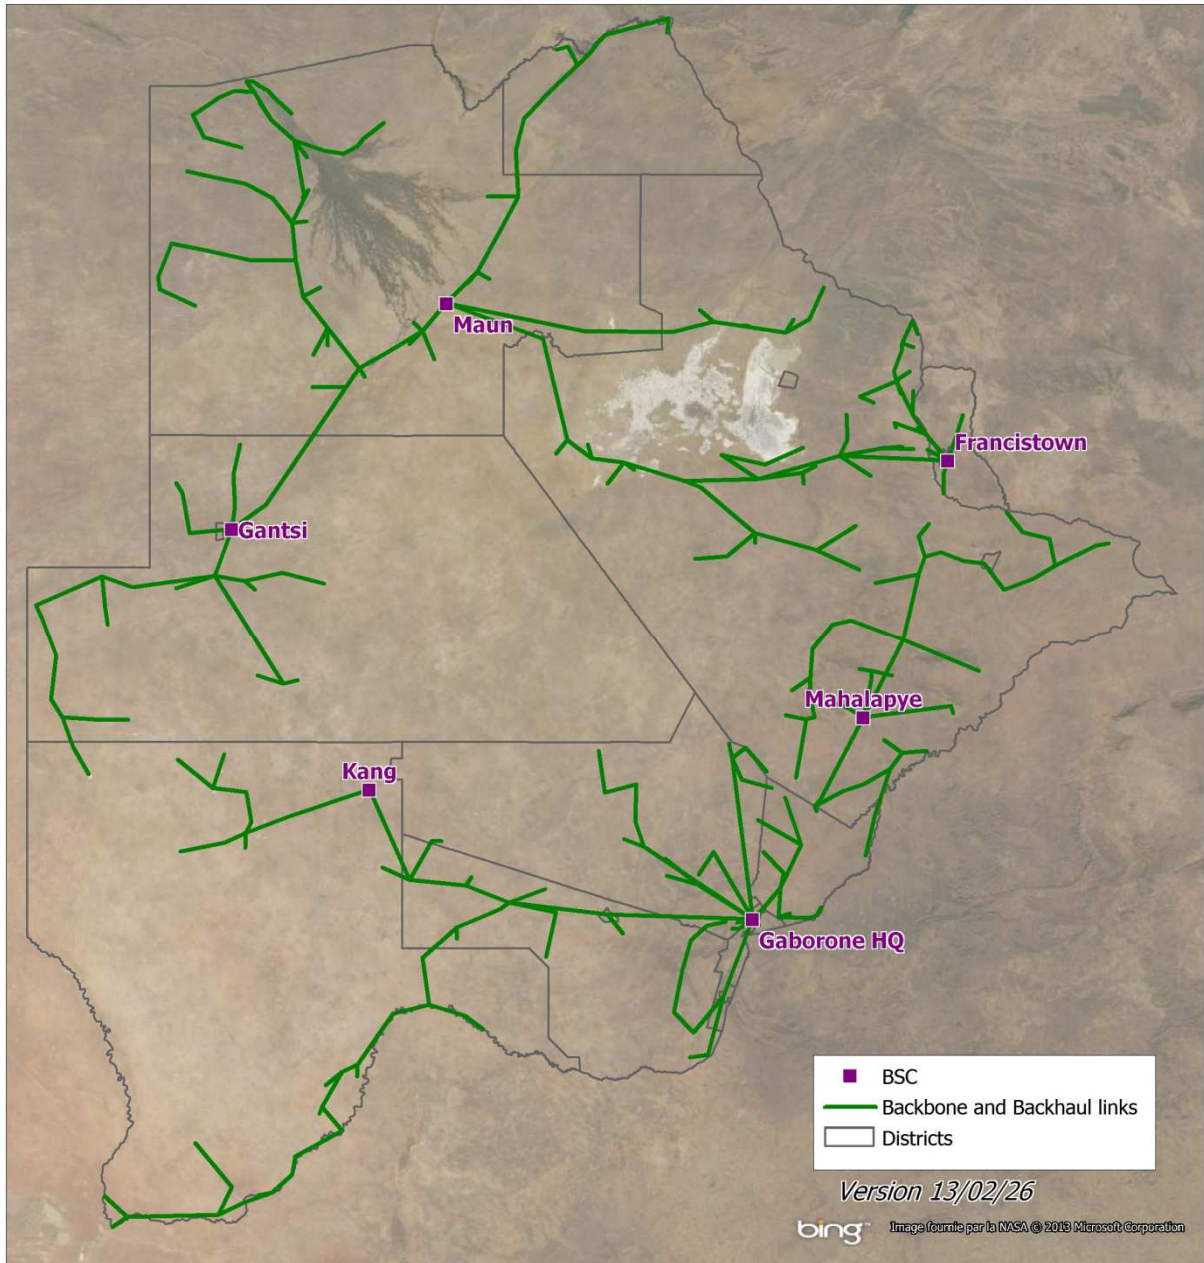 Maun
Francistown
Gantsi
Mahalapye
Kang
Gaborone HQ
BSC
Backbone and Backhaul links
Districts
Version 13/02/26
bing™
Image fournie par la NASA © 2013 Microsoft Corporation